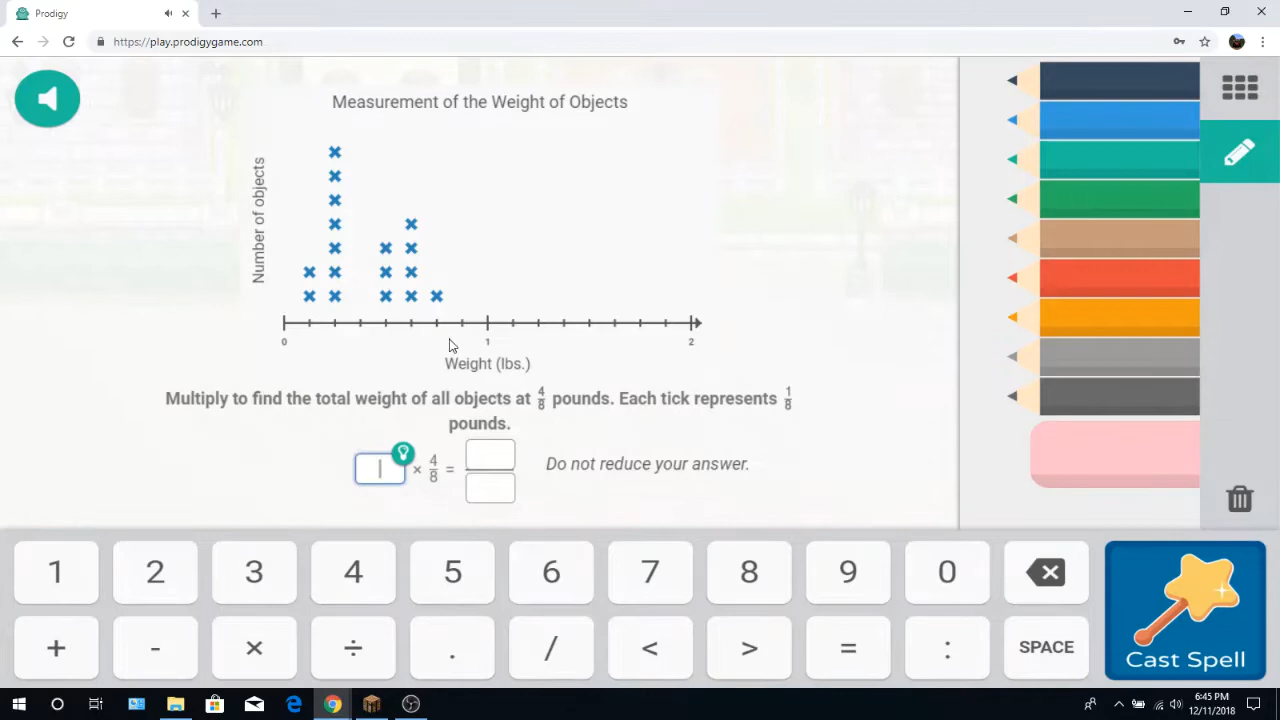 Prodigy
https://play.prodigygame.com
Measurement of the Weight of Objects
Number of objects
0 1 2
Weight (lbs.)
Multiply to find the total weight of all objects at 4/8 pounds. Each tick represents 1/8
pounds.
× 4/8 = Do not reduce your answer.
1 2 3 4 5 6 7 8 9 0
+ - × ÷ . / < > = : SPACE
Cast Spell
6:45 PM
12/11/2018